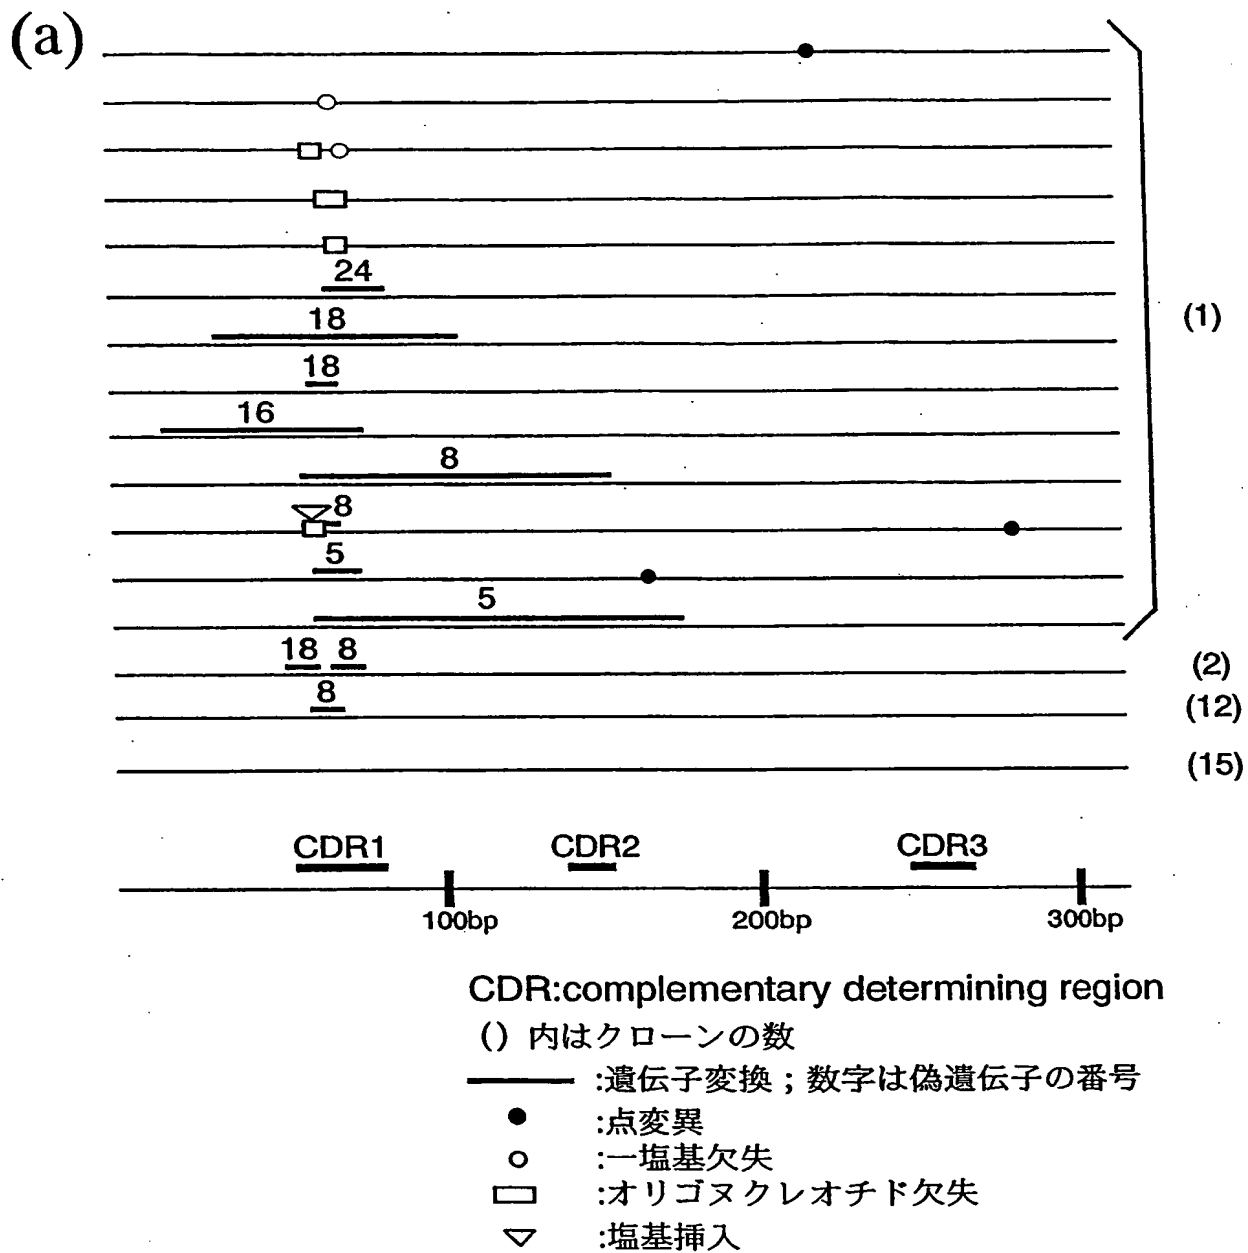 (a)
24
18
(1)
18
16
8
8
5
5
18 8
(2)
8
(12)
(15)
CDR1 CDR2 CDR3
100bp 200bp 300bp
CDR:complementary determining region
() 内はクローンの数
:遺伝子変換；数字は偽遺伝子の番号
:点変異
:一塩基欠失
:オリゴヌクレオチド欠失
:塩基挿入